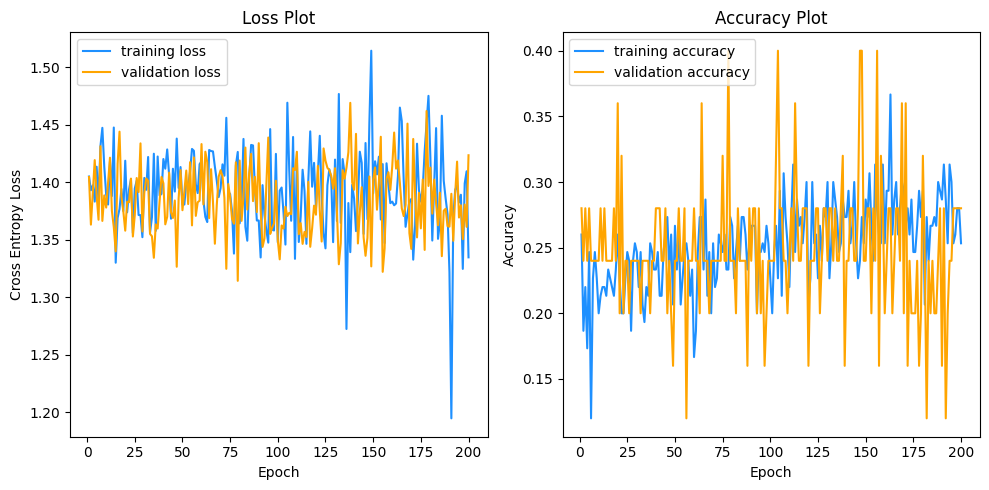 Loss Plot
training loss
validation loss
Cross Entropy Loss
1.50
1.45
1.40
1.35
1.30
1.25
1.20
0 25 50 75 100 125 150 175 200
Epoch
Accuracy Plot
training accuracy
validation accuracy
Accuracy
0.40
0.35
0.30
0.25
0.20
0.15
0 25 50 75 100 125 150 175 200
Epoch